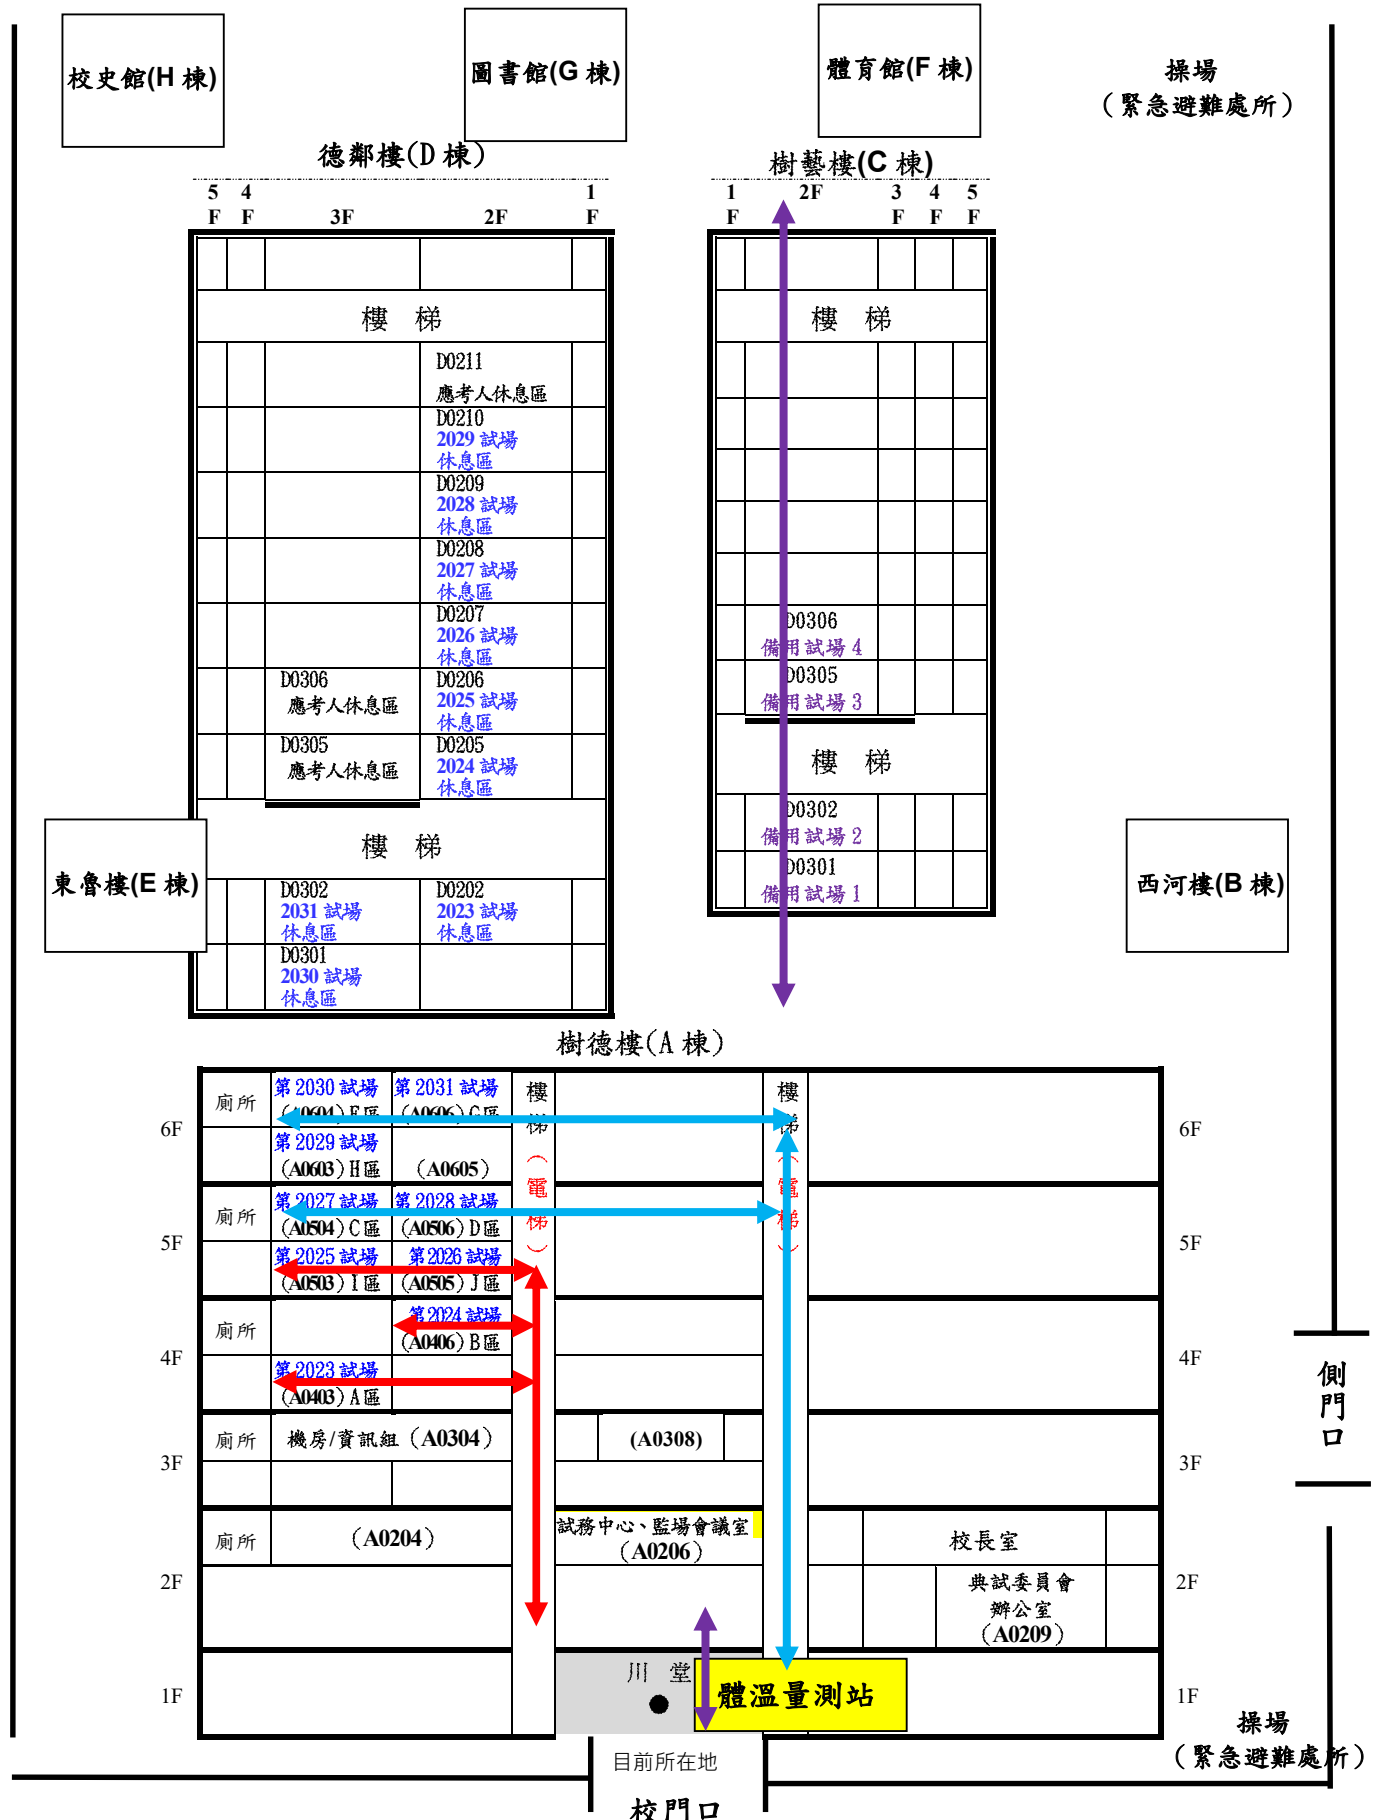 校史館(H 棟)
圖書館(G 棟)
體育館(F 棟)
操場
（緊急避難處所）
德鄰樓(D 棟)
5 4 1
F F 3F 2F F
樓 梯
D0211
應考人休息區
D0210
2029 試場
休息區
D0209
2028 試場
休息區
D0208
2027 試場
休息區
D0207
2026 試場
休息區
D0306
應考人休息區
D0206
2025 試場
休息區
D0305
應考人休息區
D0205
2024 試場
休息區
樓 梯
D0302
2031 試場
休息區
D0202
2023 試場
休息區
D0301
2030 試場
休息區
東魯樓(E 棟)
樹藝樓(C 棟)
1 2F 3 4 5
F F F F
樓 梯
D0306
備用試場 4
D0305
備用試場 3
樓 梯
D0302
備用試場 2
D0301
備用試場 1
西河樓(B 棟)
樹德樓(A 棟)
6F
廁所
第 2030 試場
(A0604)
第 2031 試場
(A0606)
第 2029 試場
(A0603) H區
(A0605)
樓梯（電梯）
樓梯（電梯）
6F
5F
廁所
第 2027 試場
(A0504) C區
第 2028 試場
(A0506) D區
第 2025 試場
(A0503) I區
第 2026 試場
(A0505) J區
5F
4F
廁所
第 2024 試場
(A0406) B區
第 2023 試場
(A0403) A區
4F
3F
廁所
機房/資訊組（A0304）
(A0308)
3F
2F
廁所
（A0204）
試務中心、監場會議室
（A0206）
校長室
典試委員會
辦公室
（A0209）
2F
1F
川 堂
體溫量測站
1F
側門口
操場
（緊急避難處所）
目前所在地
校門口